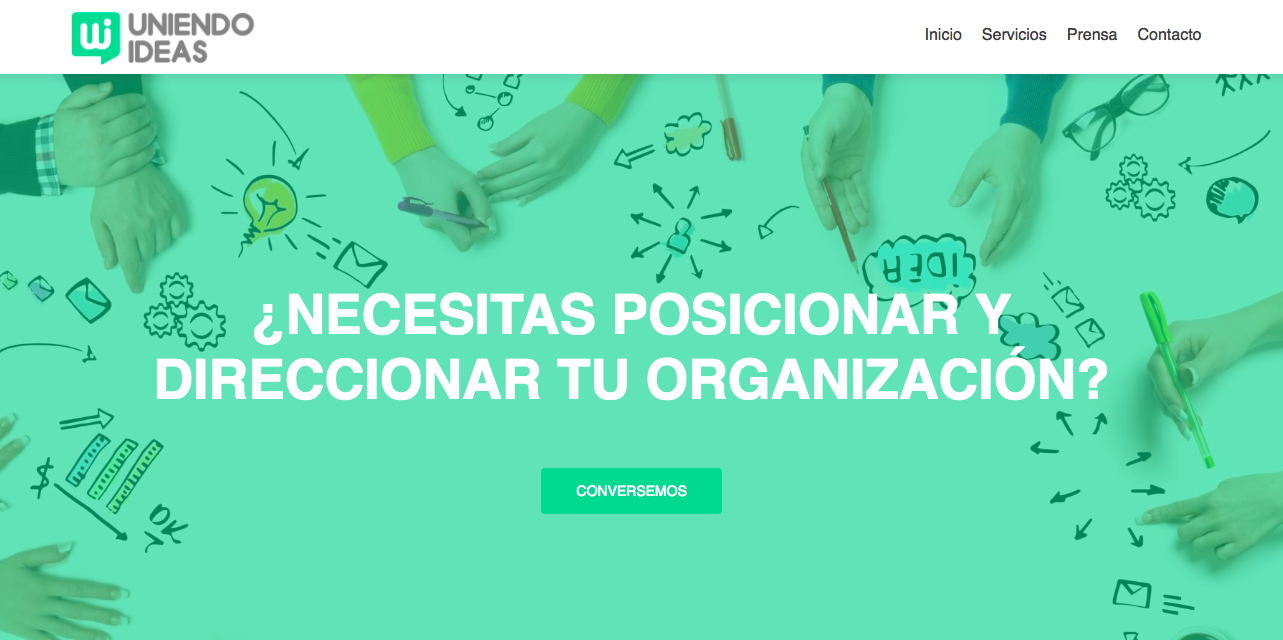 UNIENDO
IDEAS
Inicio Servicios Prensa Contacto
IDEA
¿NECESITAS POSICIONAR Y
DIRECCIONAR TU ORGANIZACIÓN?
$
OK
CONVERSEMOS